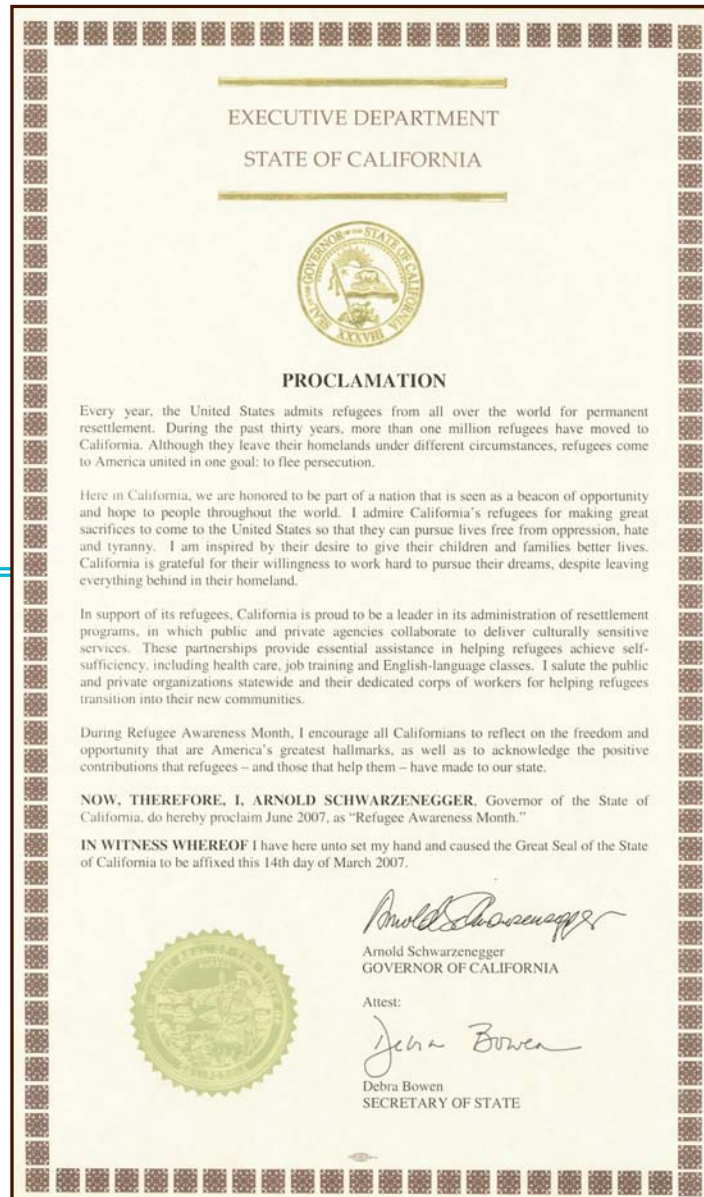 EXECUTIVE DEPARTMENT
STATE OF CALIFORNIA
SEAL OF THE GOVERNOR OF THE STATE OF CALIFORNIA
XXXVIII
PROCLAMATION
Every year, the United States admits refugees from all over the world for permanent
resettlement. During the past thirty years, more than one million refugees have moved to
California. Although they leave their homelands under different circumstances, refugees come
to America united in one goal: to flee persecution.
Here in California, we are honored to be part of a nation that is seen as a beacon of opportunity
and hope to people throughout the world. I admire California's refugees for making great
sacrifices to come to the United States so that they can pursue lives free from oppression, hate
and tyranny. I am inspired by their desire to give their children and families better lives.
California is grateful for their willingness to work hard to pursue their dreams, despite leaving
everything behind in their homeland.
In support of its refugees, California is proud to be a leader in its administration of resettlement
programs, in which public and private agencies collaborate to deliver culturally sensitive
services. These partnerships provide essential assistance in helping refugees achieve self-
sufficiency, including health care, job training and English-language classes. I salute the public
and private organizations statewide and their dedicated corps of workers for helping refugees
transition into their new communities.
During Refugee Awareness Month, I encourage all Californians to reflect on the freedom and
opportunity that are America's greatest hallmarks, as well as to acknowledge the positive
contributions that refugees – and those that help them – have made to our state.
NOW, THEREFORE, I, ARNOLD SCHWARZENEGGER, Governor of the State of
California, do hereby proclaim June 2007, as "Refugee Awareness Month."
IN WITNESS WHEREOF I have here unto set my hand and caused the Great Seal of the State
of California to be affixed this 14th day of March 2007.
Arnold Schwarzenegger
Arnold Schwarzenegger
GOVERNOR OF CALIFORNIA
Attest:
Debra Bowen
Debra Bowen
SECRETARY OF STATE